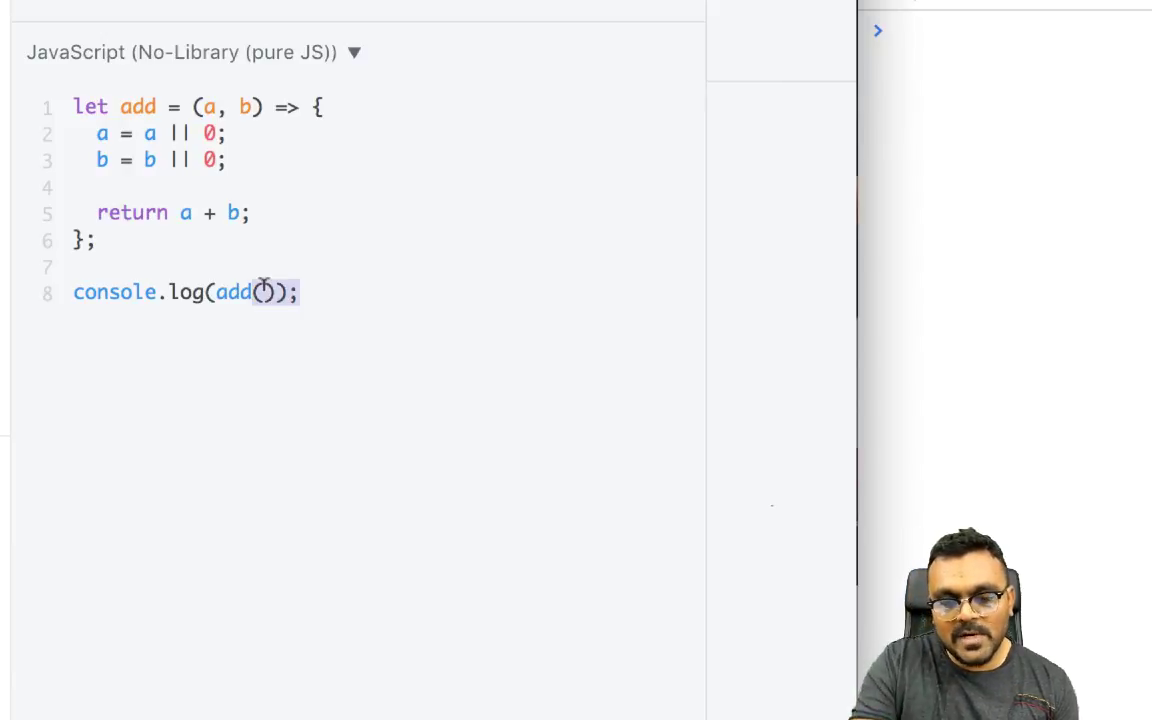 JavaScript (No-Library (pure JS)) ▼
1 let add = (a, b) => {
2 a = a || 0;
3 b = b || 0;
4
5 return a + b;
6 };
7
8 console.log(add());
>